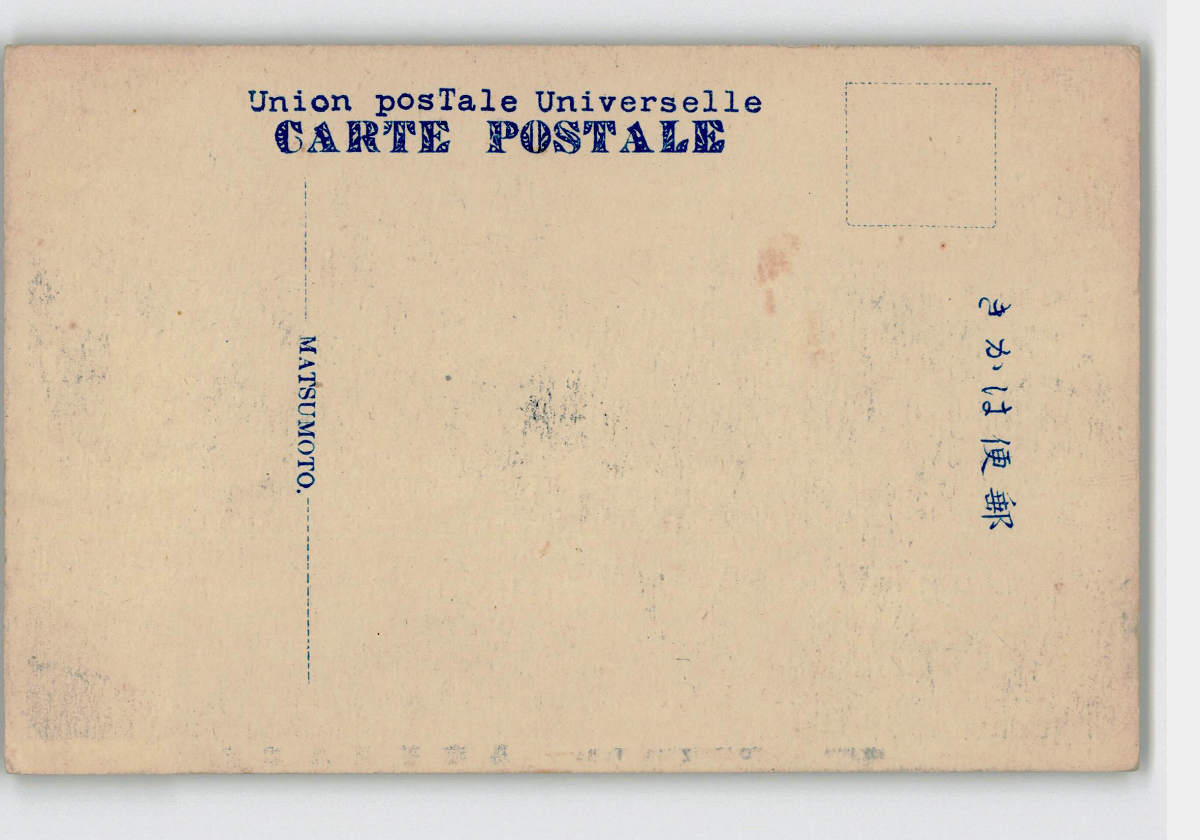 Union posTale Universelle
CARTE POSTALE
MATSUMOTO.
きかは便郵